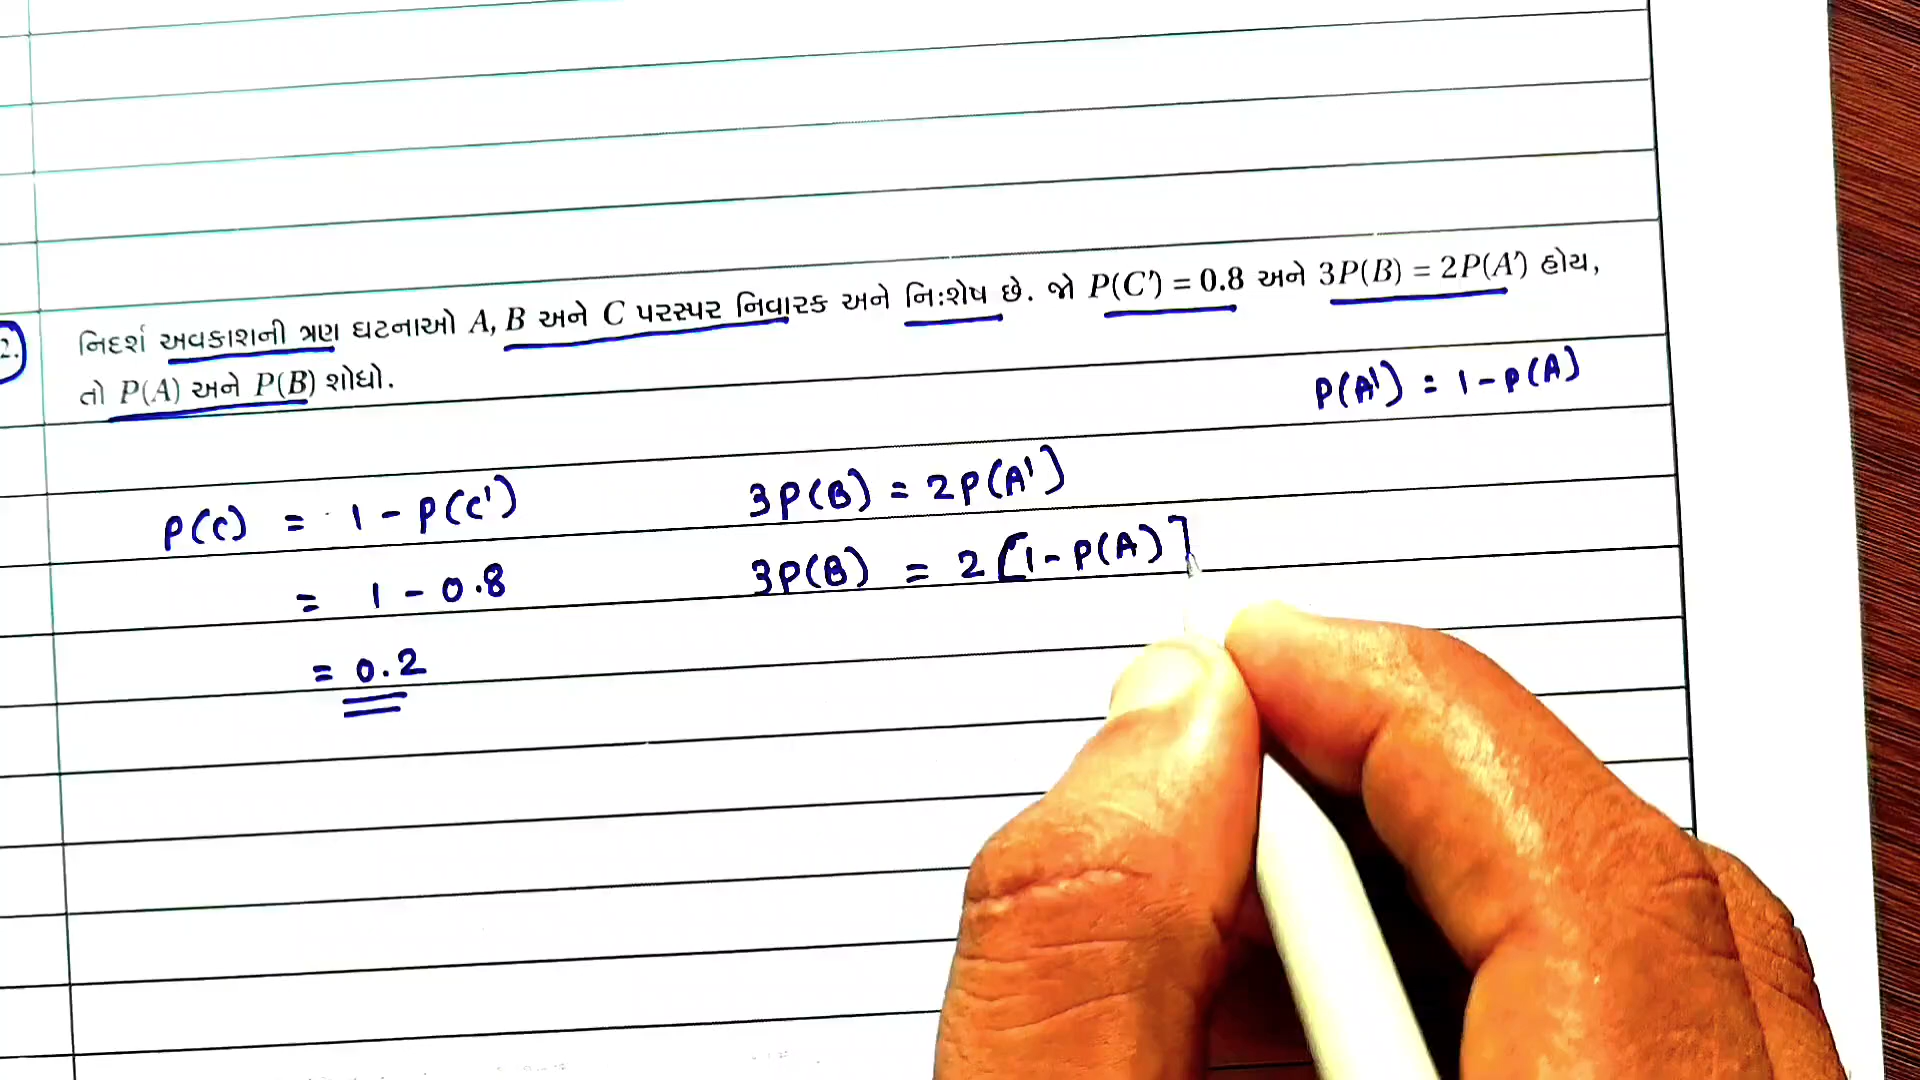 2. નિદર્શ અવકાશની ત્રણ ઘટનાઓ A, B અને C પરસ્પર નિવારક અને નિઃશેષ છે. જો P(C′) = 0.8 અને 3P(B) = 2P(A′) હોય,
તો P(A) અને P(B) શોધો.
P(A') = 1 - P(A)
P(C) = 1 - P(C')
= 1 - 0.8
= 0.2
3P(B) = 2P(A')
3P(B) = 2[1 - P(A)]